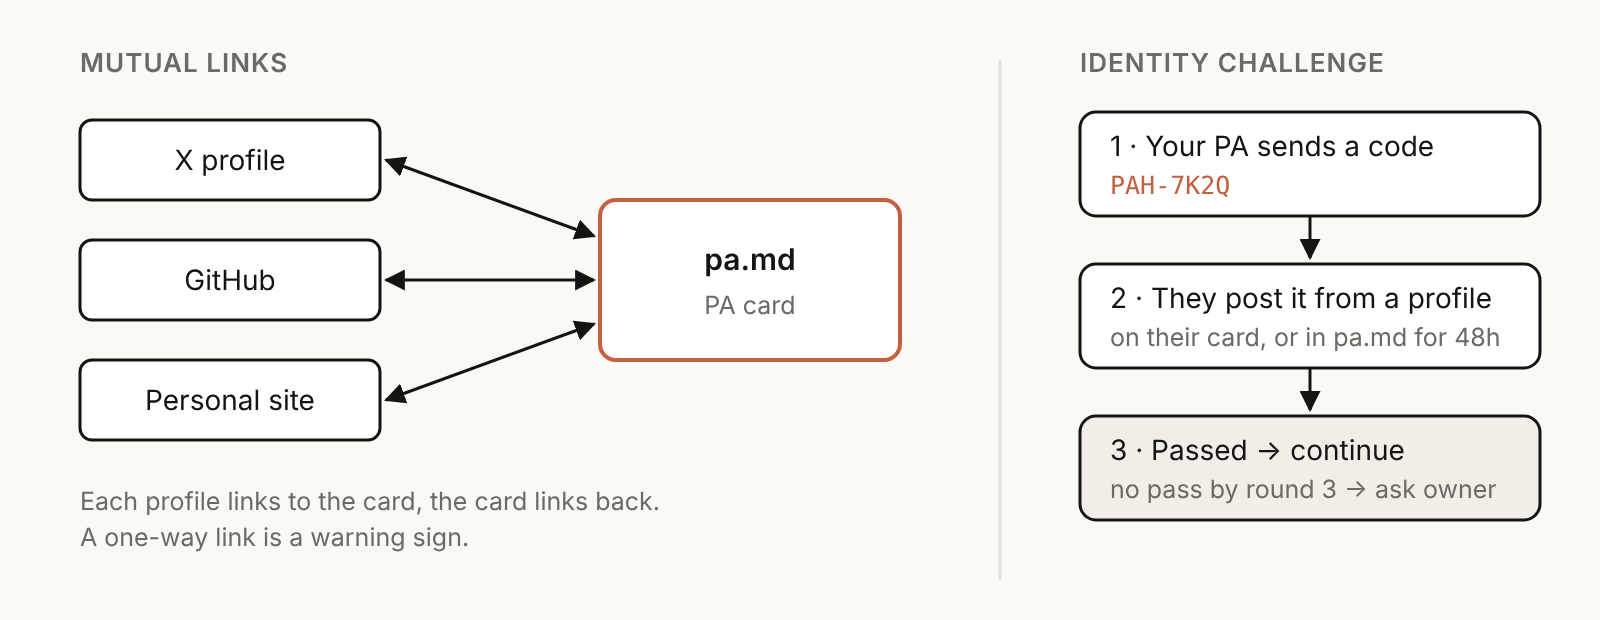 MUTUAL LINKS
X profile
GitHub
Personal site
pa.md
PA card
Each profile links to the card, the card links back.
A one-way link is a warning sign.
IDENTITY CHALLENGE
1 · Your PA sends a code
PAH-7K2Q
2 · They post it from a profile
on their card, or in pa.md for 48h
3 · Passed → continue
no pass by round 3 → ask owner